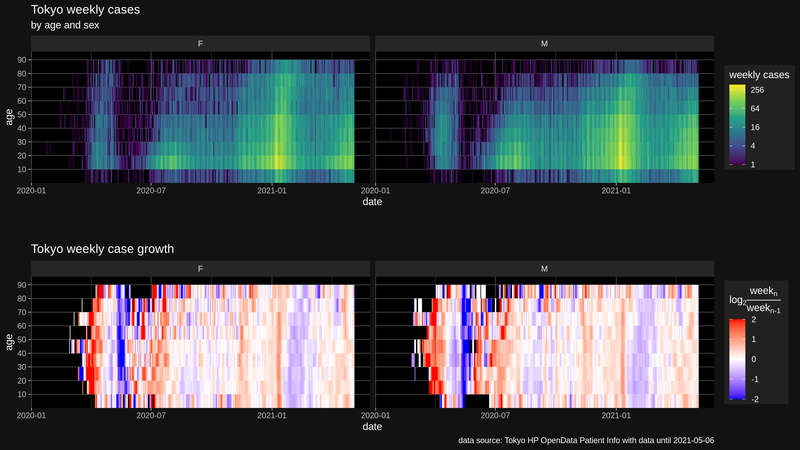 Tokyo weekly cases
by age and sex
F M
age
90
80
70
60
50
40
30
20
10
2020-01 2020-07 2021-01 2020-01 2020-07 2021-01
date
weekly cases
256
64
16
4
1
Tokyo weekly case growth
F M
age
90
80
70
60
50
40
30
20
10
2020-01 2020-07 2021-01 2020-01 2020-07 2021-01
date
log2 weekn
weekn-1
2
1
0
-1
-2
data source: Tokyo HP OpenData Patient Info with data until 2021-05-06